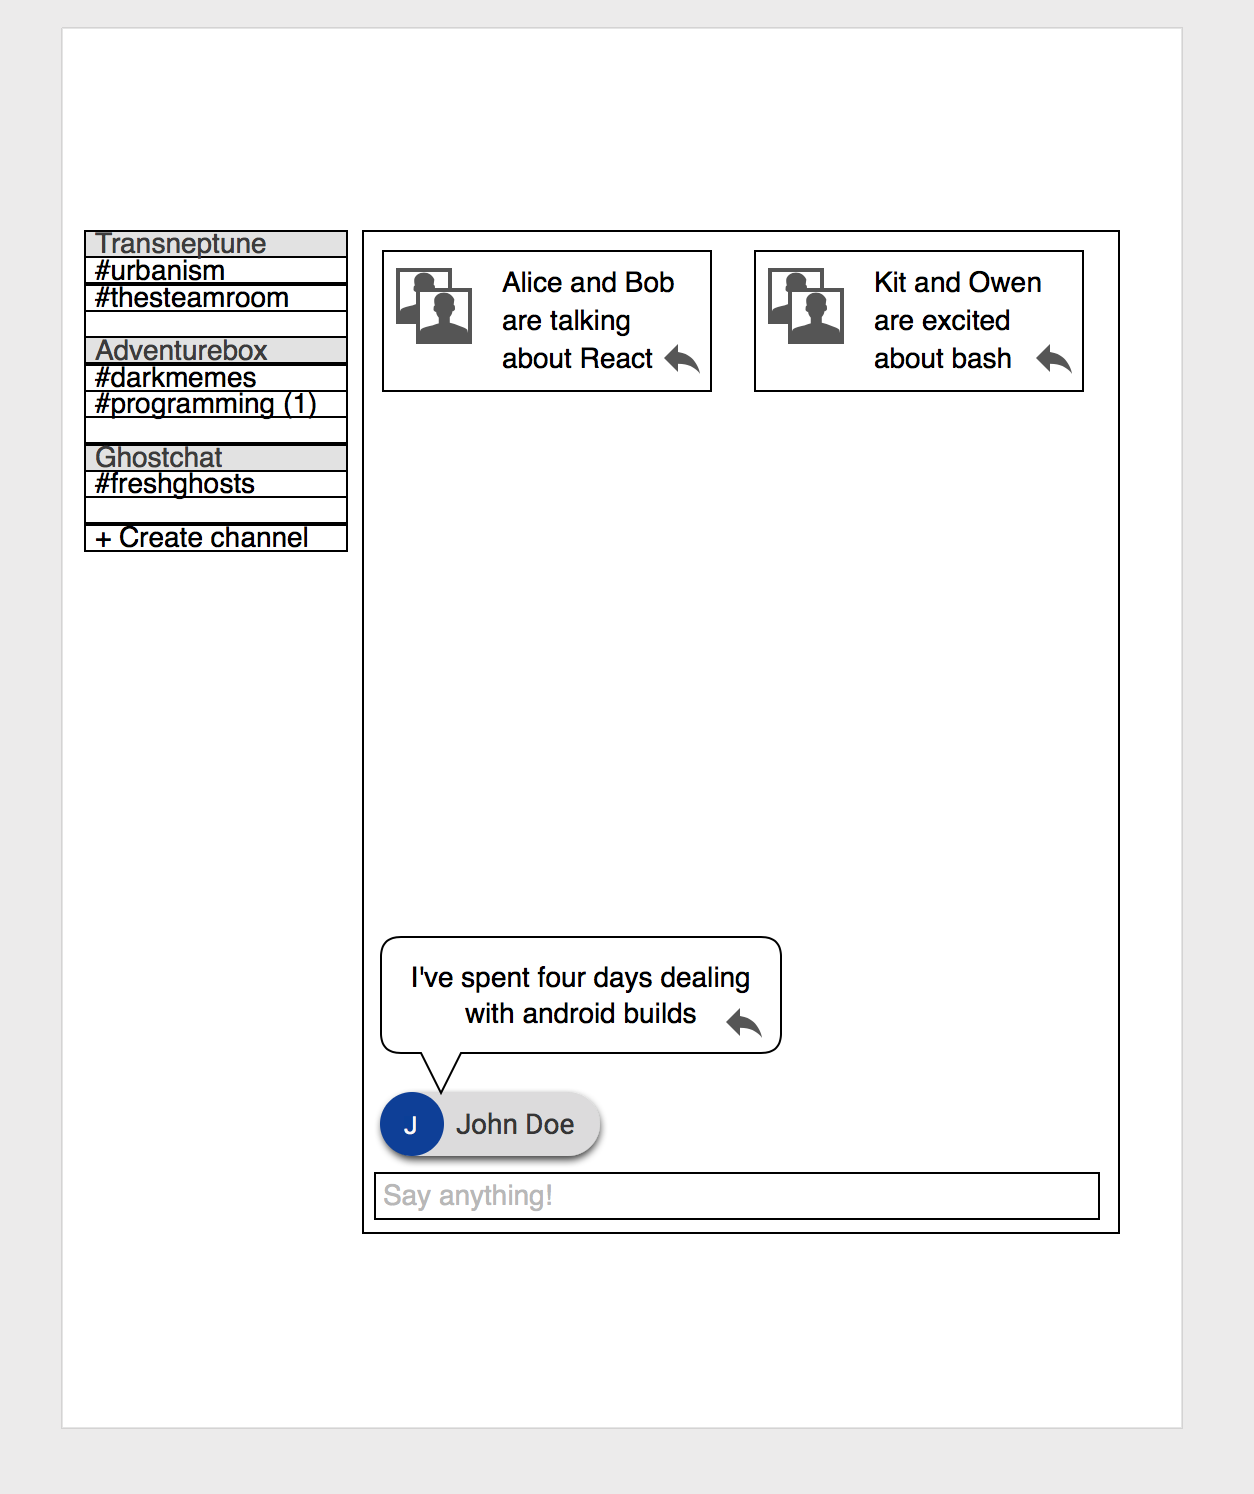 Transneptune
#urbanism
#thesteamroom
Adventurebox
#darkmemes
#programming (1)
Ghostchat
#freshghosts
+ Create channel
Alice and Bob
are talking
about React
Kit and Owen
are excited
about bash
I've spent four days dealing
with android builds
J
John Doe
Say anything!